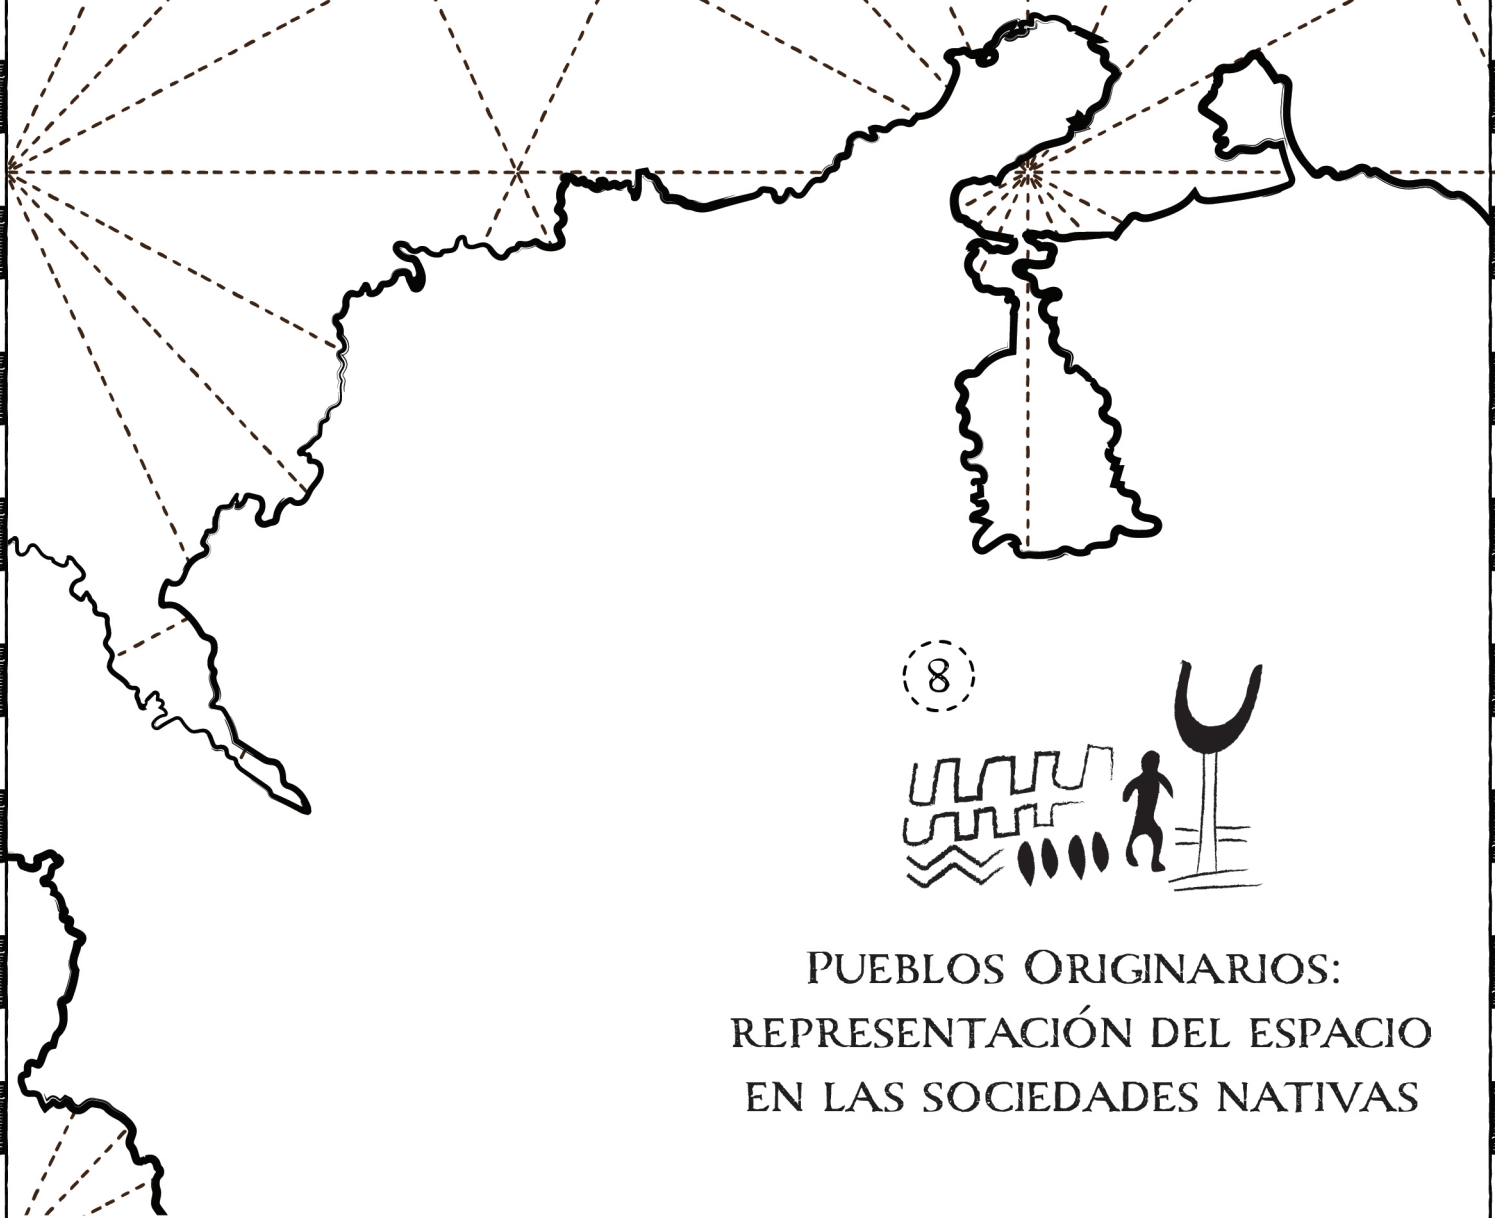 8
Pueblos Originarios:
representación del espacio
en las sociedades nativas